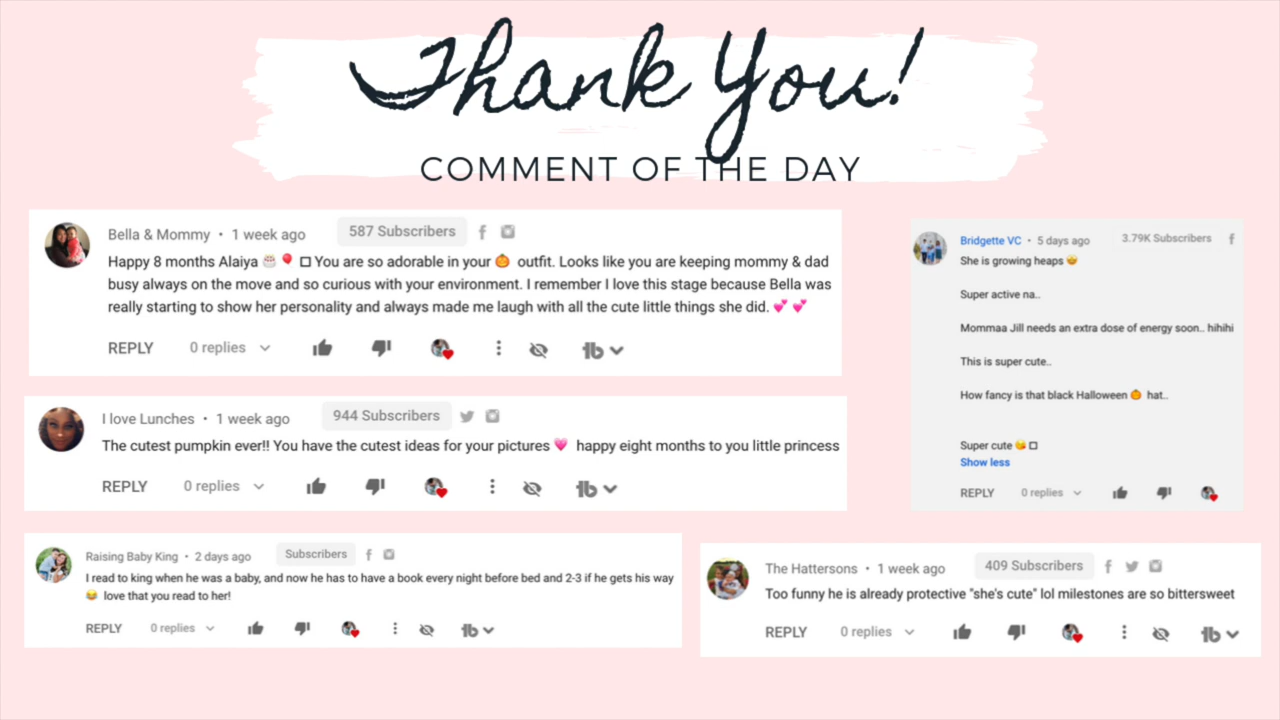 Thank You!
COMMENT OF THE DAY
Bella & Mommy • 1 week ago 587 Subscribers
Happy 8 months Alaiya 🎂 🎈 □ You are so adorable in your 🎃 outfit. Looks like you are keeping mommy & dad
busy always on the move and so curious with your environment. I remember I love this stage because Bella was
really starting to show her personality and always made me laugh with all the cute little things she did. 💕 💕
REPLY 0 replies
I love Lunches • 1 week ago 944 Subscribers
The cutest pumpkin ever!! You have the cutest ideas for your pictures 💗 happy eight months to you little princess
REPLY 0 replies
Raising Baby King • 2 days ago Subscribers
I read to king when he was a baby, and now he has to have a book every night before bed and 2-3 if he gets his way
😂 love that you read to her!
REPLY 0 replies
Bridgette VC • 5 days ago 3.79K Subscribers
She is growing heaps 🤩
Super active na..
Mommaa Jill needs an extra dose of energy soon.. hihihi
This is super cute..
How fancy is that black Halloween 🎃 hat..
Super cute 😘 □
Show less
REPLY 0 replies
The Hattersons • 1 week ago 409 Subscribers
Too funny he is already protective "she's cute" lol milestones are so bittersweet
REPLY 0 replies